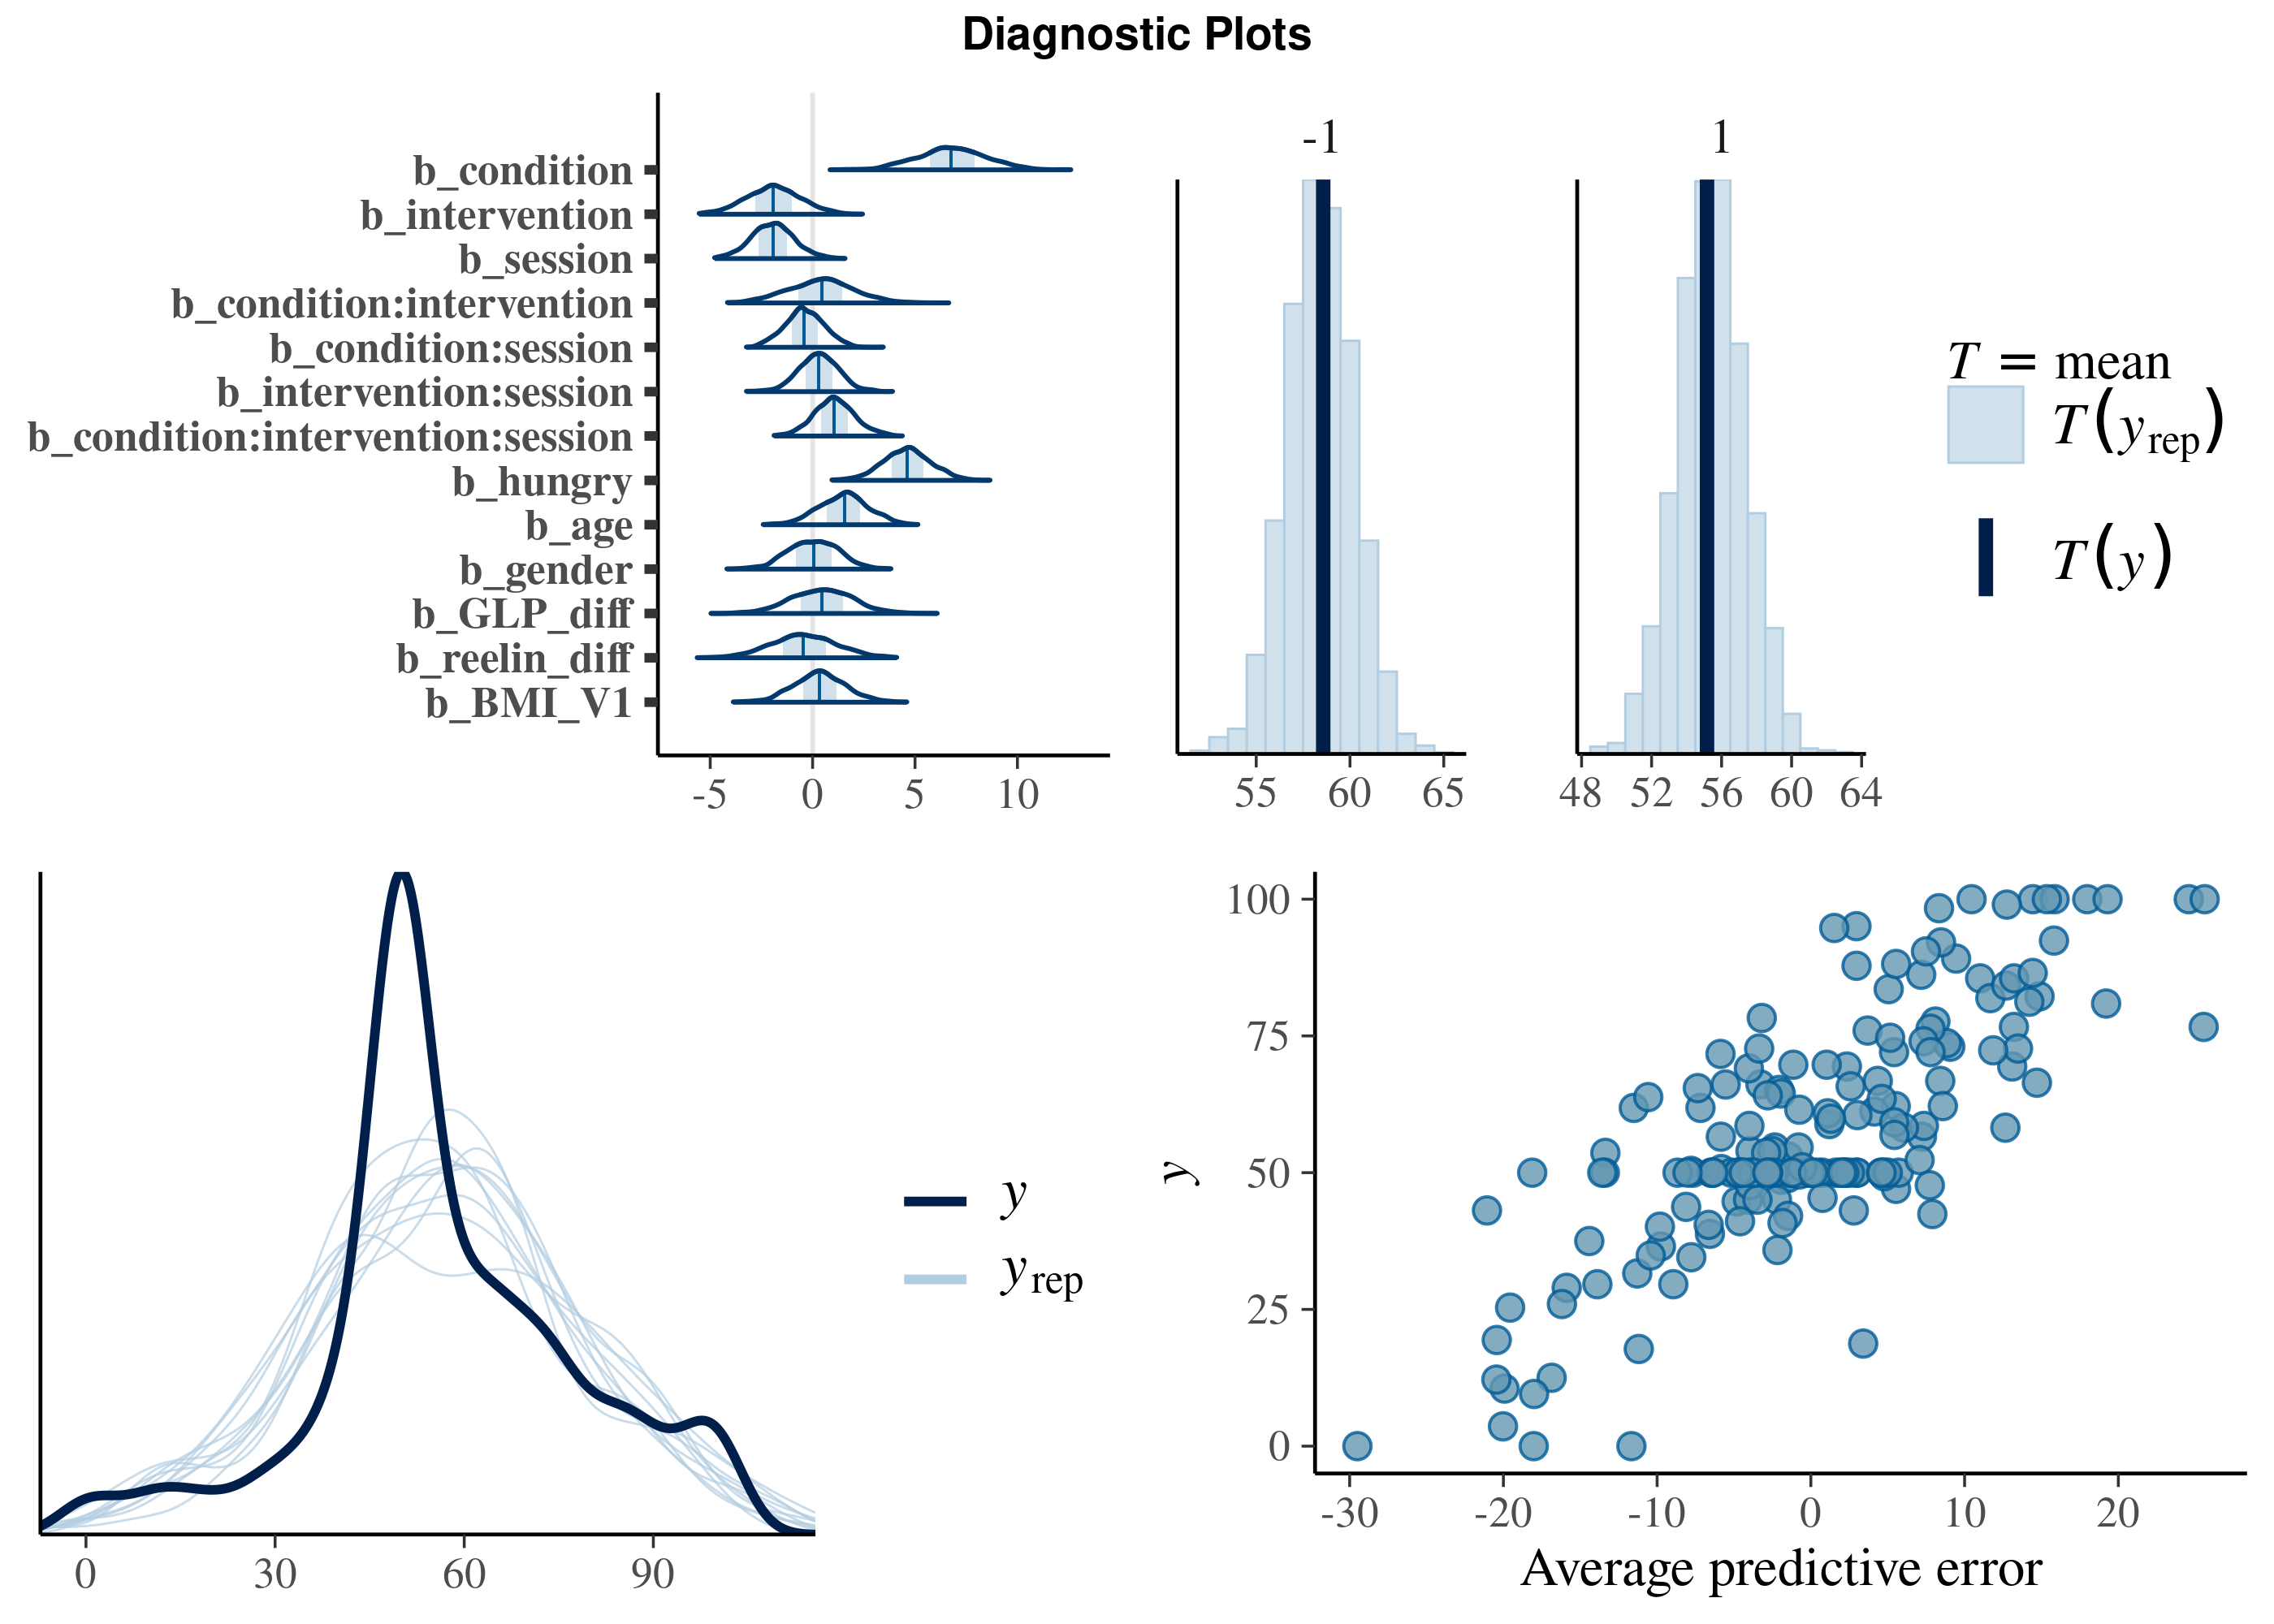 Diagnostic Plots
b_condition
b_intervention
b_session
b_condition:intervention
b_condition:session
b_intervention:session
b_condition:intervention:session
b_hungry
b_age
b_gender
b_GLP_diff
b_reelin_diff
b_BMI_V1
-5 0 5 10
-1
55 60 65
1
48 52 56 60 64
T = mean
T(yrep)
T(y)
y
yrep
0 30 60 90
y
100
75
50
25
0
-30 -20 -10 0 10 20
Average predictive error